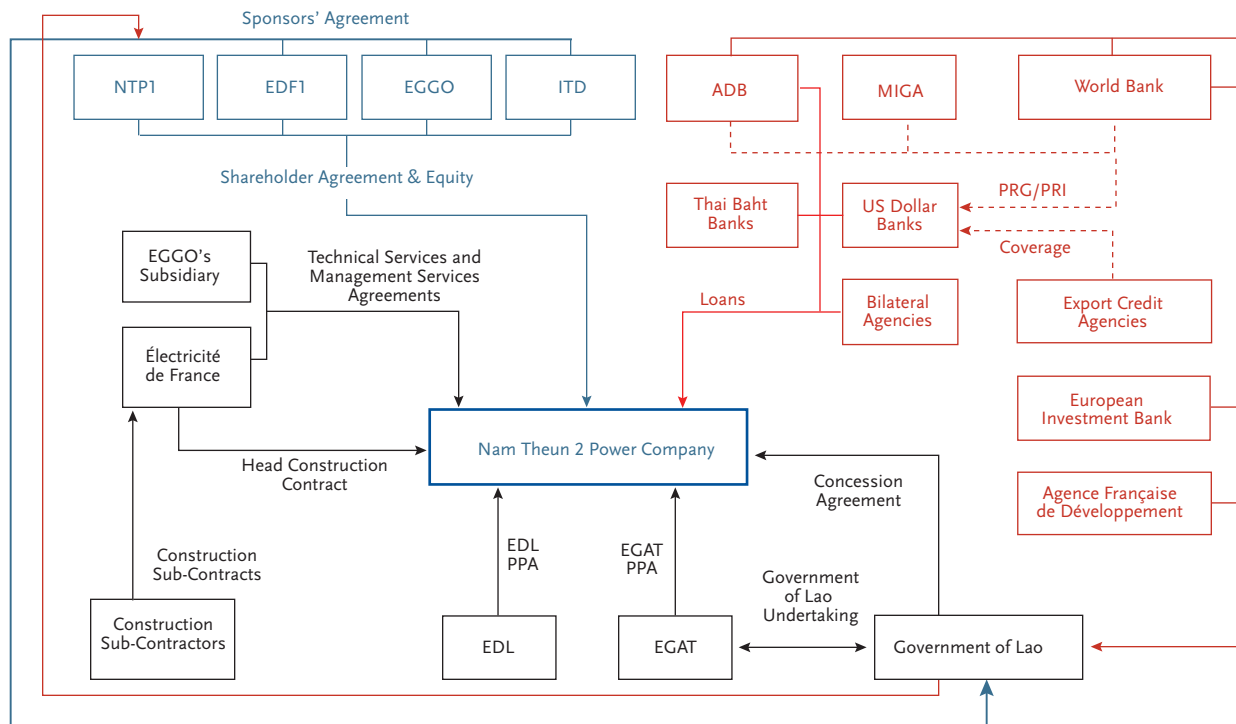 Sponsors’ Agreement
NTP1
EDF1
EGGO
ITD
ADB
MIGA
World Bank
Shareholder Agreement & Equity
PRG/PRI
Thai Baht
Banks
US Dollar
Banks
Coverage
EGGO’s
Subsidiary
Technical Services and
Management Services
Agreements
Loans
Bilateral
Agencies
Export Credit
Agencies
Électricité
de France
European
Investment Bank
Nam Theun 2 Power Company
Head Construction
Contract
Concession
Agreement
Agence Française
de Développement
Construction
Sub-Contracts
EDL
PPA
EGAT
PPA
Government
of Lao
Undertaking
Construction
Sub-Contractors
EDL
EGAT
Government of Lao